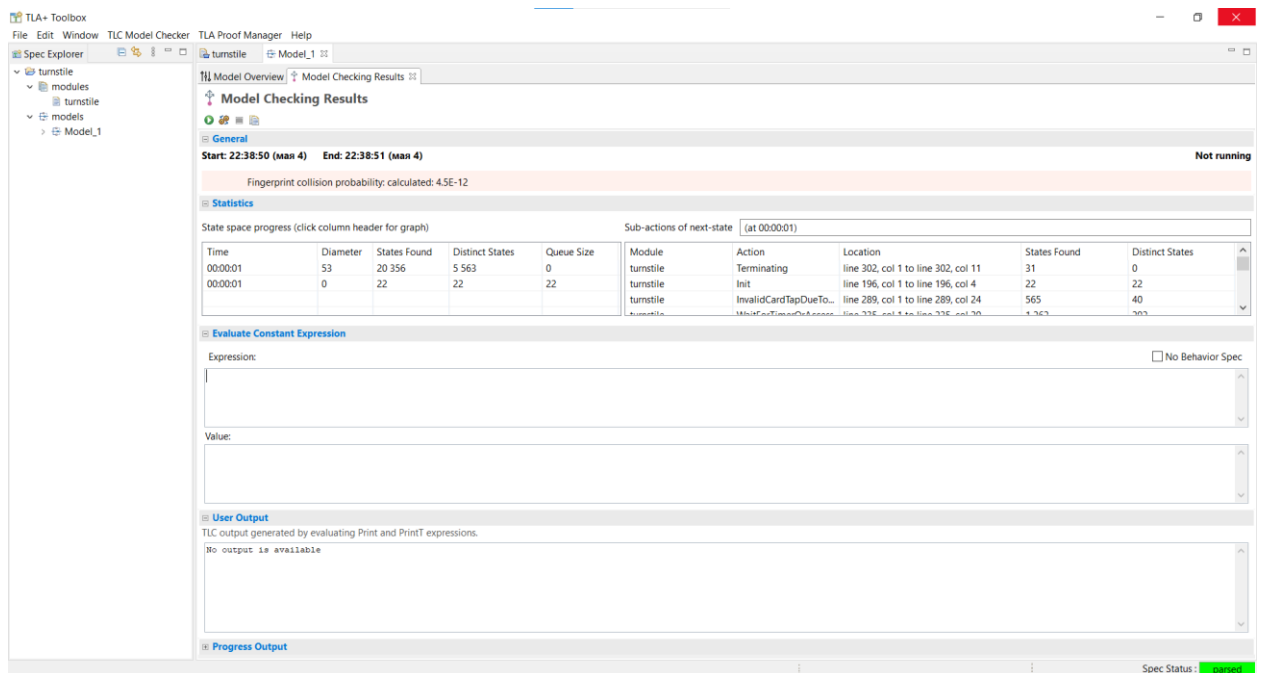 TLA+ Toolbox
File Edit Window TLC Model Checker TLA Proof Manager Help
Spec Explorer
turnstile
modules
turnstile
models
Model_1
turnstile Model_1
Model Overview Model Checking Results
Model Checking Results
General
Start: 22:38:50 (мая 4) End: 22:38:51 (мая 4) Not running
Fingerprint collision probability: calculated: 4.5E-12
Statistics
State space progress (click column header for graph) Sub-actions of next-state (at 00:00:01)
Time Diameter States Found Distinct States Queue Size
00:00:01 53 20 356 5 563 0
00:00:01 0 22 22 22
Module Action Location States Found Distinct States
turnstile Terminating line 302, col 1 to line 302, col 11 31 0
turnstile Init line 196, col 1 to line 196, col 4 22 22
turnstile InvalidCardTapDueTo... line 289, col 1 to line 289, col 24 565 40
turnstile
Evaluate Constant Expression
Expression: No Behavior Spec
Value:
User Output
TLC output generated by evaluating Print and PrintT expressions.
No output is available
Progress Output
Spec Status : parsed